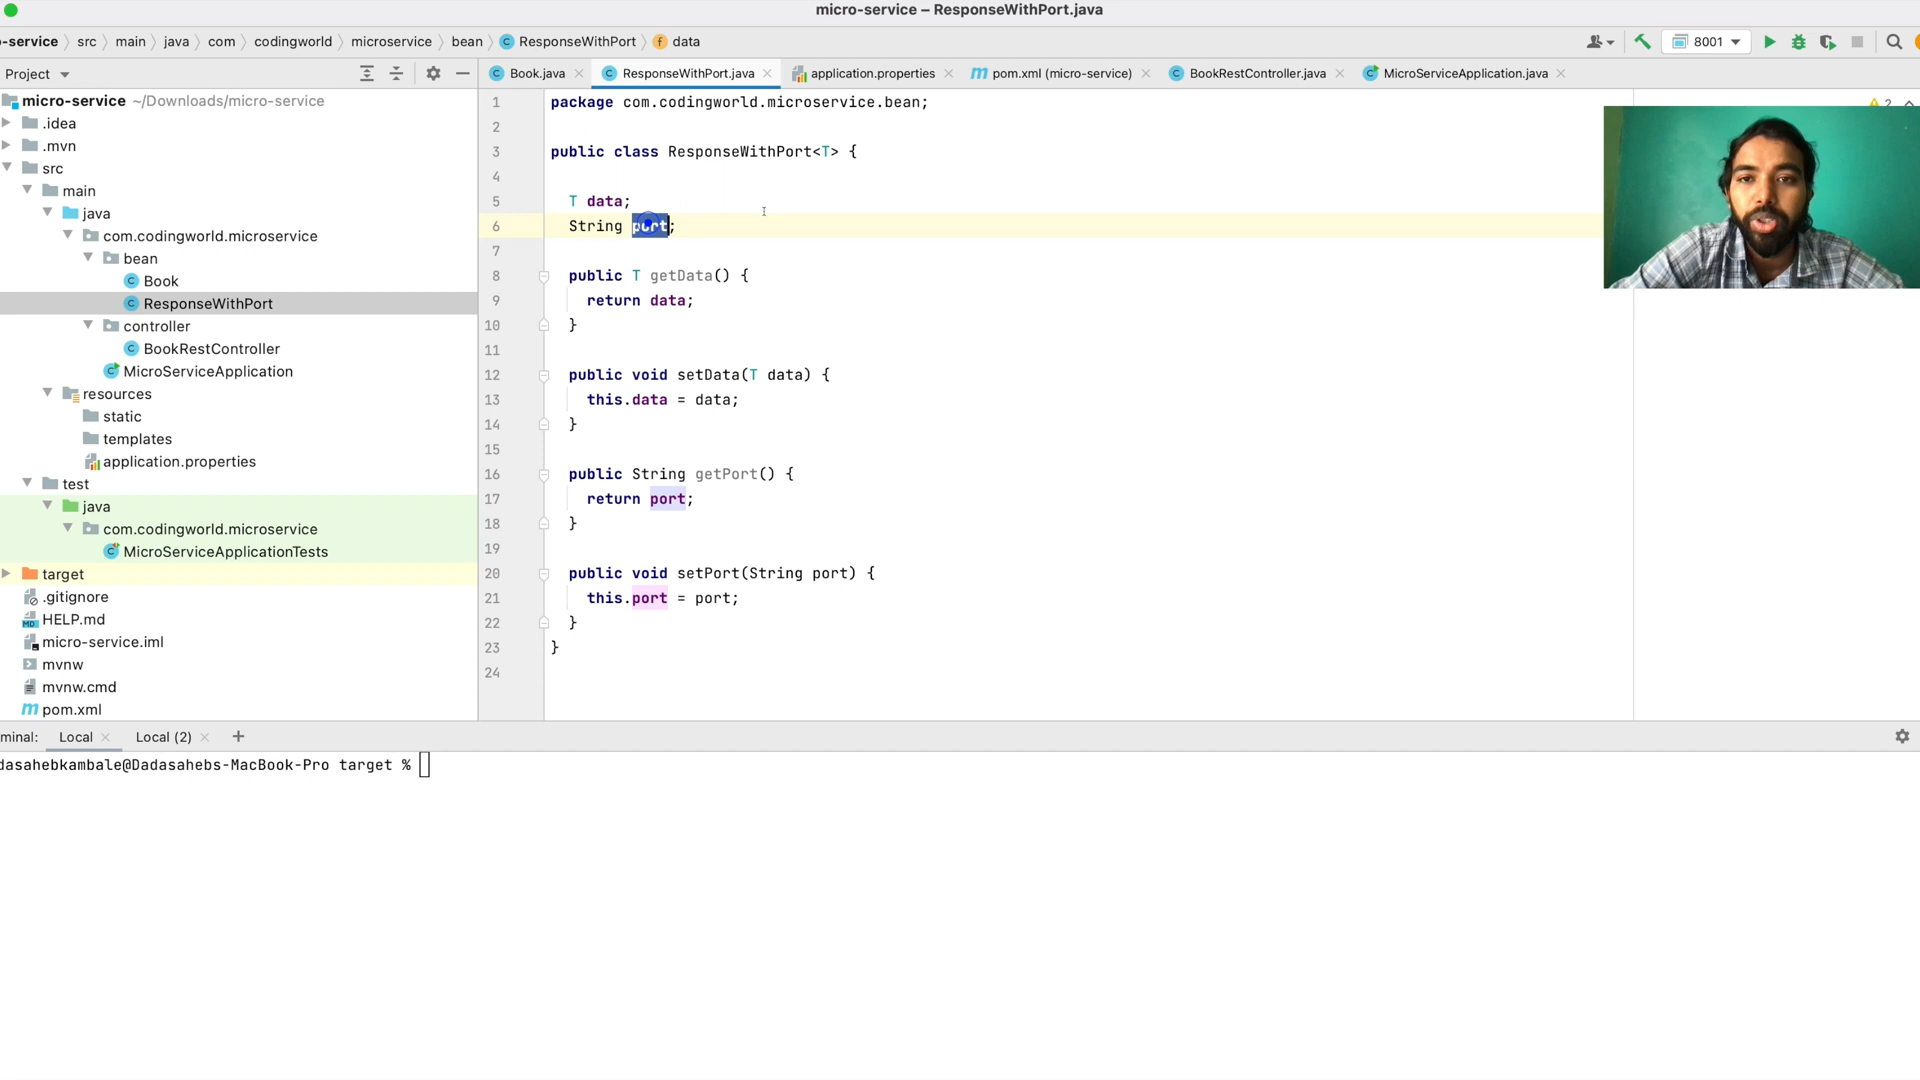 micro-service – ResponseWithPort.java
-service src main java com codingworld microservice bean ResponseWithPort data
8001
Project
Book.java ResponseWithPort.java application.properties pom.xml (micro-service) BookRestController.java MicroServiceApplication.java
micro-service ~/Downloads/micro-service
.idea
.mvn
src
main
java
com.codingworld.microservice
bean
Book
ResponseWithPort
controller
BookRestController
MicroServiceApplication
resources
static
templates
application.properties
test
java
com.codingworld.microservice
MicroServiceApplicationTests
target
.gitignore
HELP.md
micro-service.iml
mvnw
mvnw.cmd
pom.xml
2
1 package com.codingworld.microservice.bean;
2
3 public class ResponseWithPort<T> {
4
5 T data;
6 String port;
7
8 public T getData() {
9 return data;
10 }
11
12 public void setData(T data) {
13 this.data = data;
14 }
15
16 public String getPort() {
17 return port;
18 }
19
20 public void setPort(String port) {
21 this.port = port;
22 }
23 }
24
minal: Local Local (2) +
dasahebkambale@Dadasahebs-MacBook-Pro target %